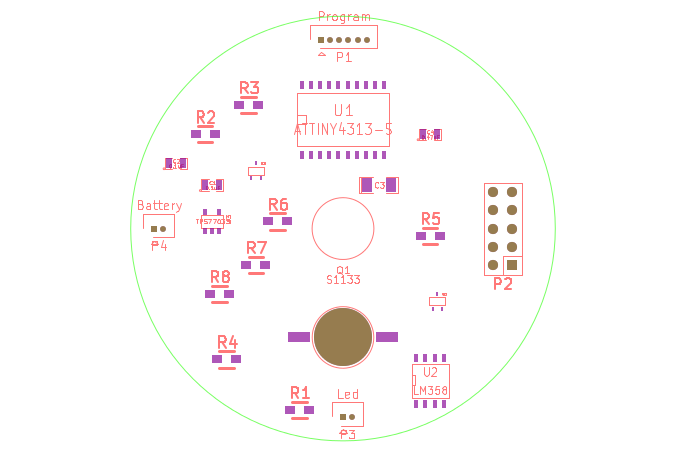 Program
P1
R3
U1
ATTINY4313-S
R2
C3
Battery
P4
R6
R5
R7
Q1
S1133
R8
P2
R4
U2
LM358
R1
Led
P3